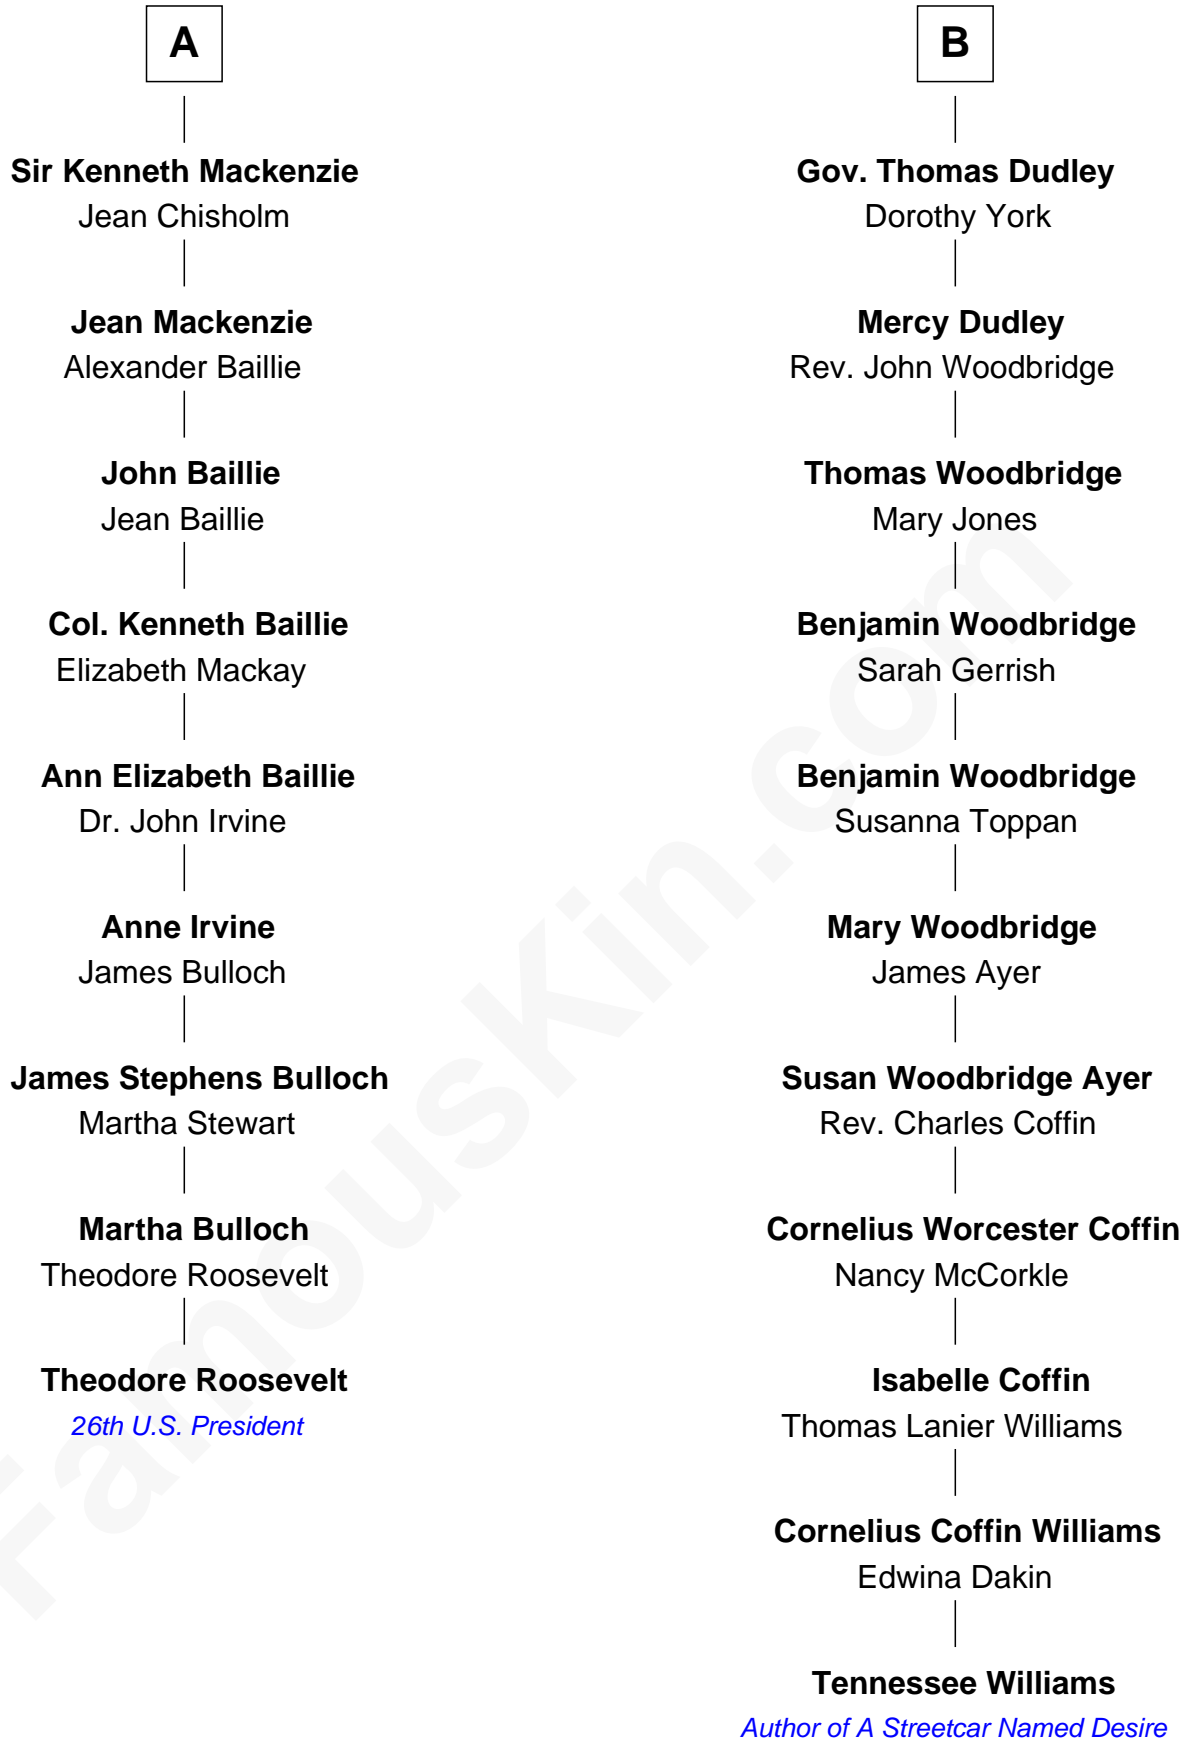 A
Sir Kenneth Mackenzie
Jean Chisholm
Jean Mackenzie
Alexander Baillie
John Baillie
Jean Baillie
Col. Kenneth Baillie
Elizabeth Mackay
Ann Elizabeth Baillie
Dr. John Irvine
Anne Irvine
James Bulloch
James Stephens Bulloch
Martha Stewart
Martha Bulloch
Theodore Roosevelt
Theodore Roosevelt
26th U.S. President
B
Gov. Thomas Dudley
Dorothy York
Mercy Dudley
Rev. John Woodbridge
Thomas Woodbridge
Mary Jones
Benjamin Woodbridge
Sarah Gerrish
Benjamin Woodbridge
Susanna Toppan
Mary Woodbridge
James Ayer
Susan Woodbridge Ayer
Rev. Charles Coffin
Cornelius Worcester Coffin
Nancy McCorkle
Isabelle Coffin
Thomas Lanier Williams
Cornelius Coffin Williams
Edwina Dakin
Tennessee Williams
Author of A Streetcar Named Desire
FamousKin.com